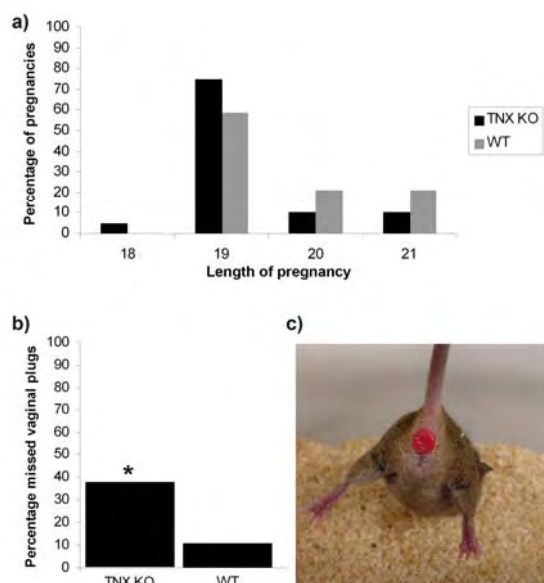 a)
Percentage of pregnancies
100
90
80
70
60
50
40
30
20
10
0
18 19 20 21
Length of pregnancy
TNX KO
WT
b)
Percentage missed vaginal plugs
100
90
80
70
60
50
40
30
20
10
0
*
TNX KO WT
c)